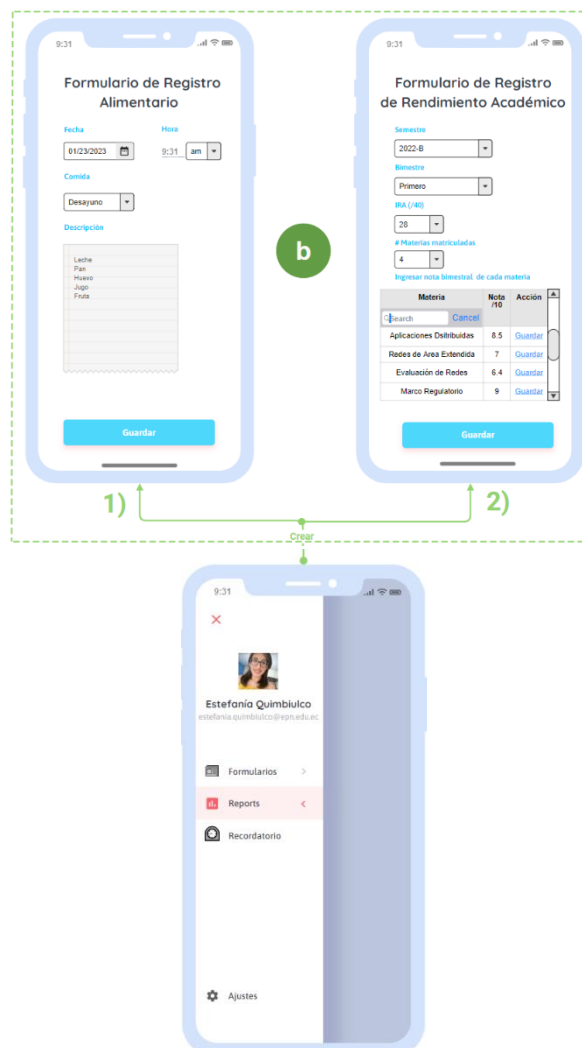 9:31
Formulario de Registro
Alimentario
Fecha Hora
01/23/2023 9:31 am
Comida
Desayuno
Descripción
Leche
Pan
Huevo
Jugo
Fruta
Guardar
1)
b
9:31
Formulario de Registro
de Rendimiento Académico
Semestre
2022-B
Bimestre
Primero
IRA (/40)
28
# Materias matriculadas
4
Ingresar nota bimestral de cada materia
Materia Nota /10 Acción
Search Cancel
Aplicaciones Dsitribuidas 8.5 Guardar
Redes de Area Extendida 7 Guardar
Evaluación de Redes 6.4 Guardar
Marco Regulatorio 9 Guardar
Guardar
2)
Crear
9:31
Estefanía Quimbiulco
estefania.quimbiulco@epn.edu.ec
Formularios
Reports
Recordatorio
Ajustes